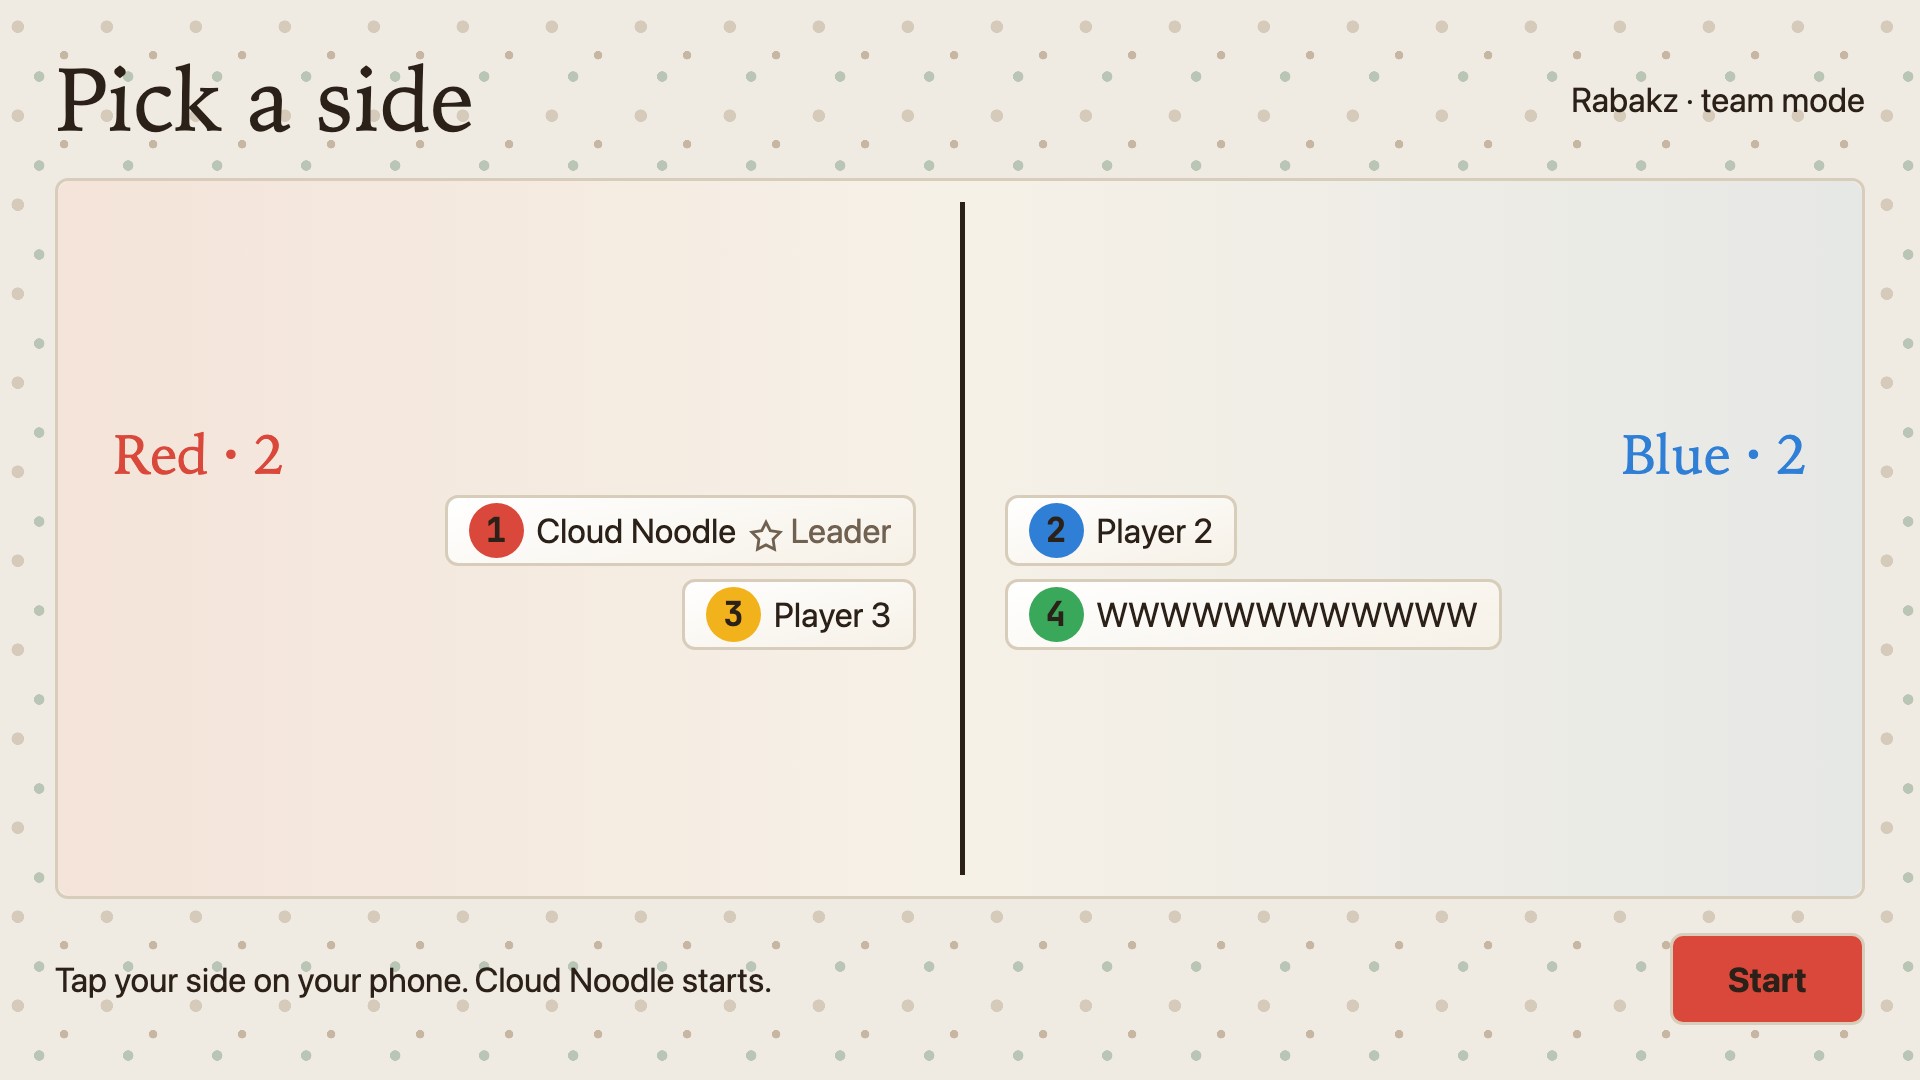 Pick a side
Rabakz · team mode
Red · 2
Blue · 2
1 Cloud Noodle ☆ Leader
2 Player 2
3 Player 3
4 WWWWWWWWWWWW
Tap your side on your phone. Cloud Noodle starts.
Start